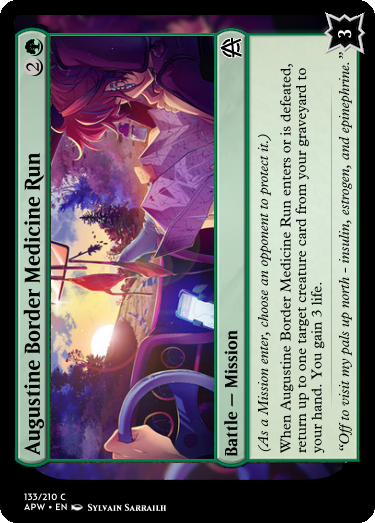 Augustine Border Medicine Run
2
Battle — Mission
(As a Mission enter, choose an opponent to protect it.)
When Augustine Border Medicine Run enters or is defeated,
return up to one target creature card from your graveyard to
your hand. You gain 3 life.
“Off to visit my pals up north – insulin, estrogen, and epinephrine.”
3
133/210 C
APW • EN Sylvain Sarrailh